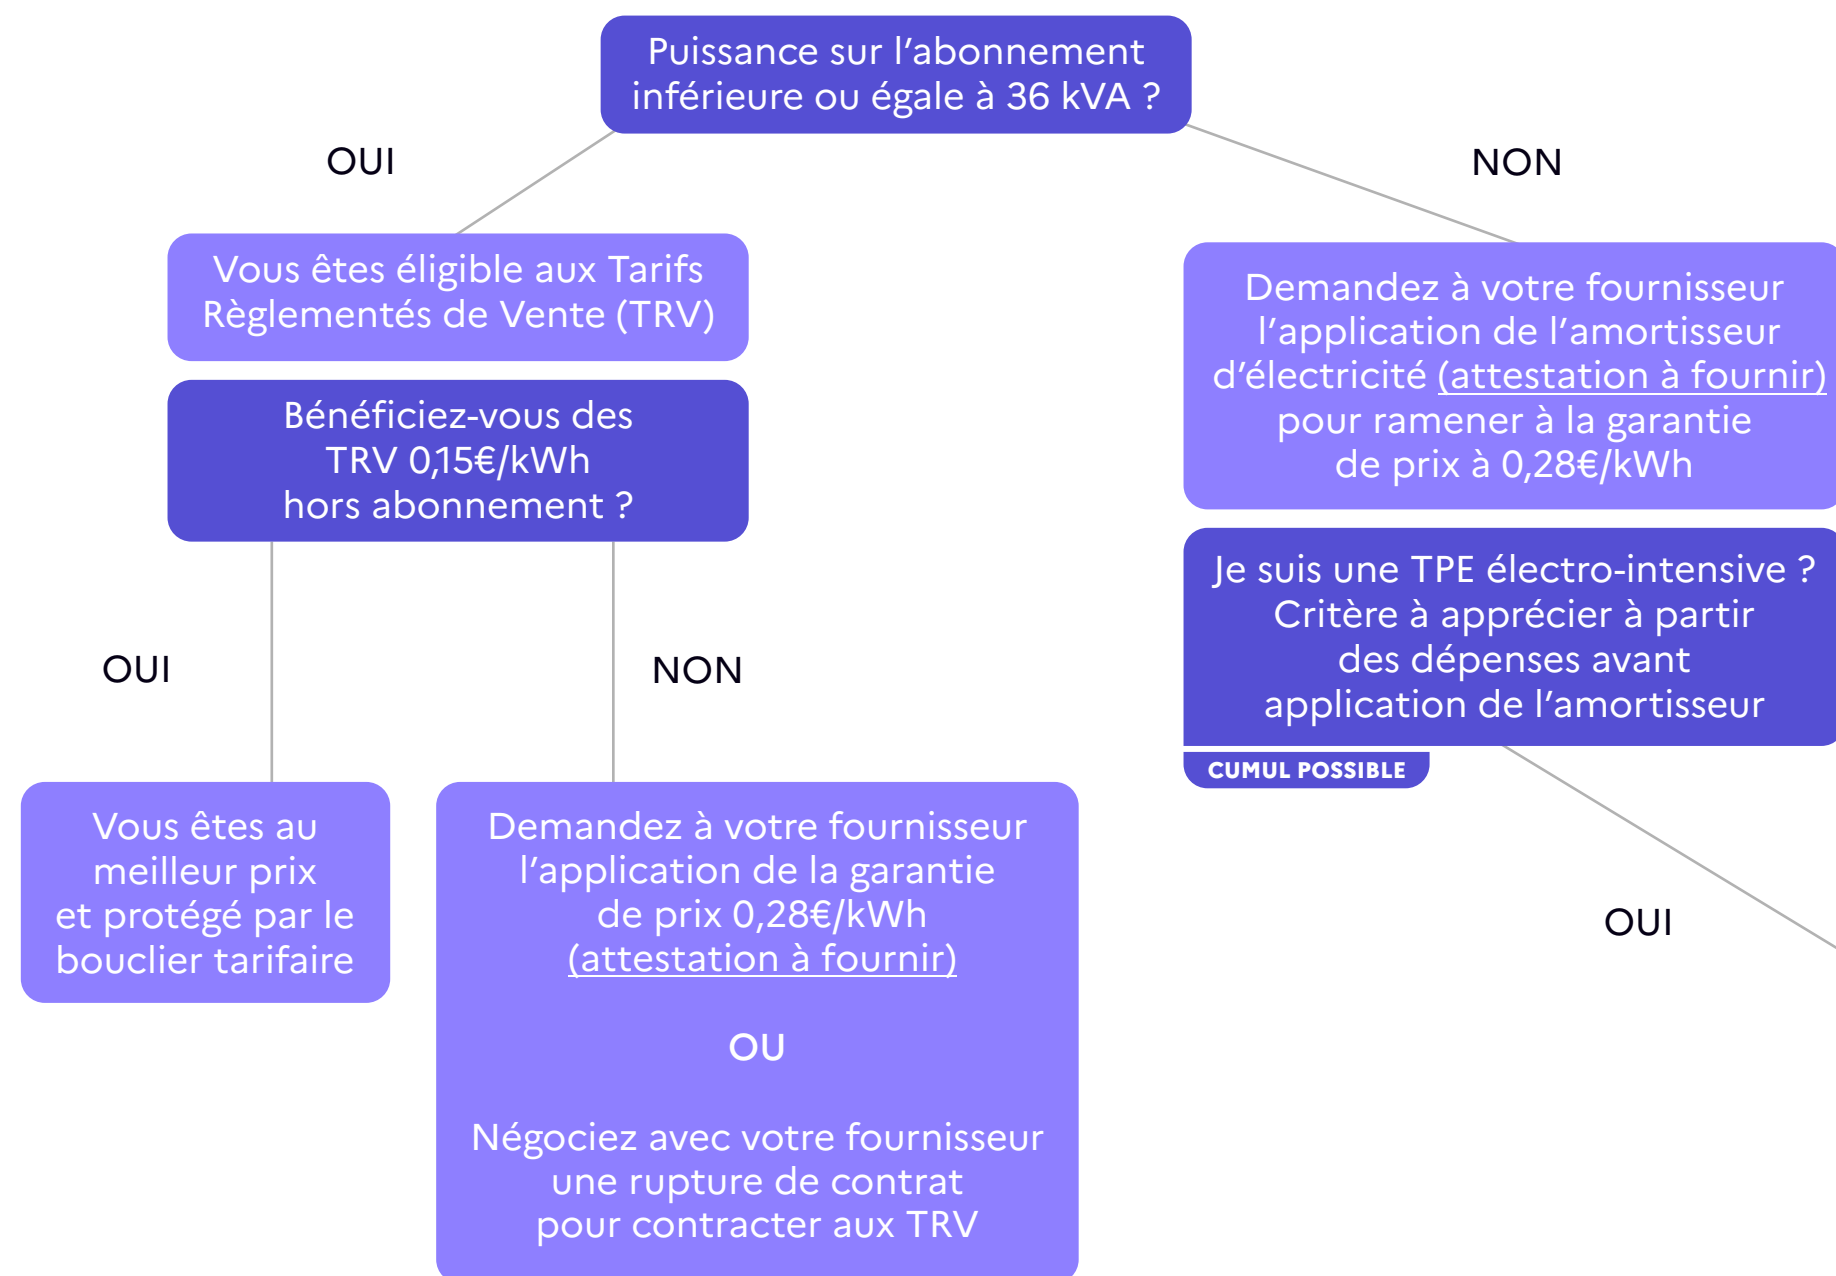 Puissance sur l’abonnement
inférieure ou égale à 36 kVA ?
OUI
NON
Vous êtes éligible aux Tarifs
Règlementés de Vente (TRV)
Bénéficiez-vous des
TRV 0,15€/kWh
hors abonnement ?
OUI
NON
Vous êtes au
meilleur prix
et protégé par le
bouclier tarifaire
Demandez à votre fournisseur
l’application de la garantie
de prix 0,28€/kWh
(attestation à fournir)
OU
Négociez avec votre fournisseur
une rupture de contrat
pour contracter aux TRV
Demandez à votre fournisseur
l’application de l’amortisseur
d’électricité (attestation à fournir)
pour ramener à la garantie
de prix à 0,28€/kWh
Je suis une TPE électro-intensive ?
Critère à apprécier à partir
des dépenses avant
application de l’amortisseur
CUMUL POSSIBLE
OUI